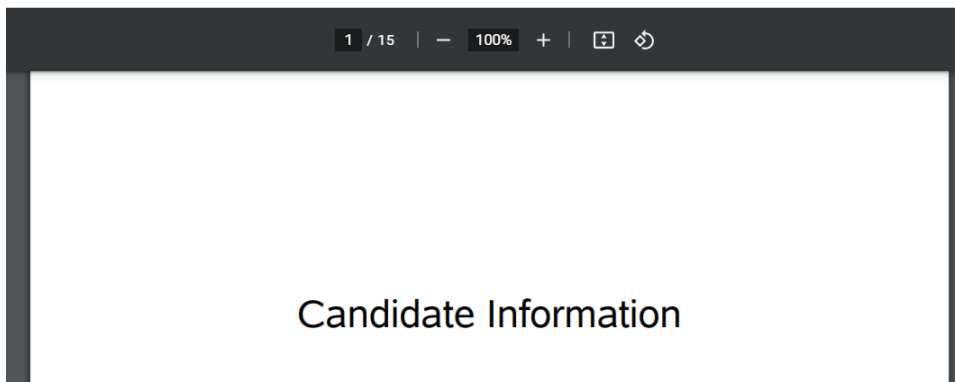 1 / 15 | — 100% + |
Candidate Information